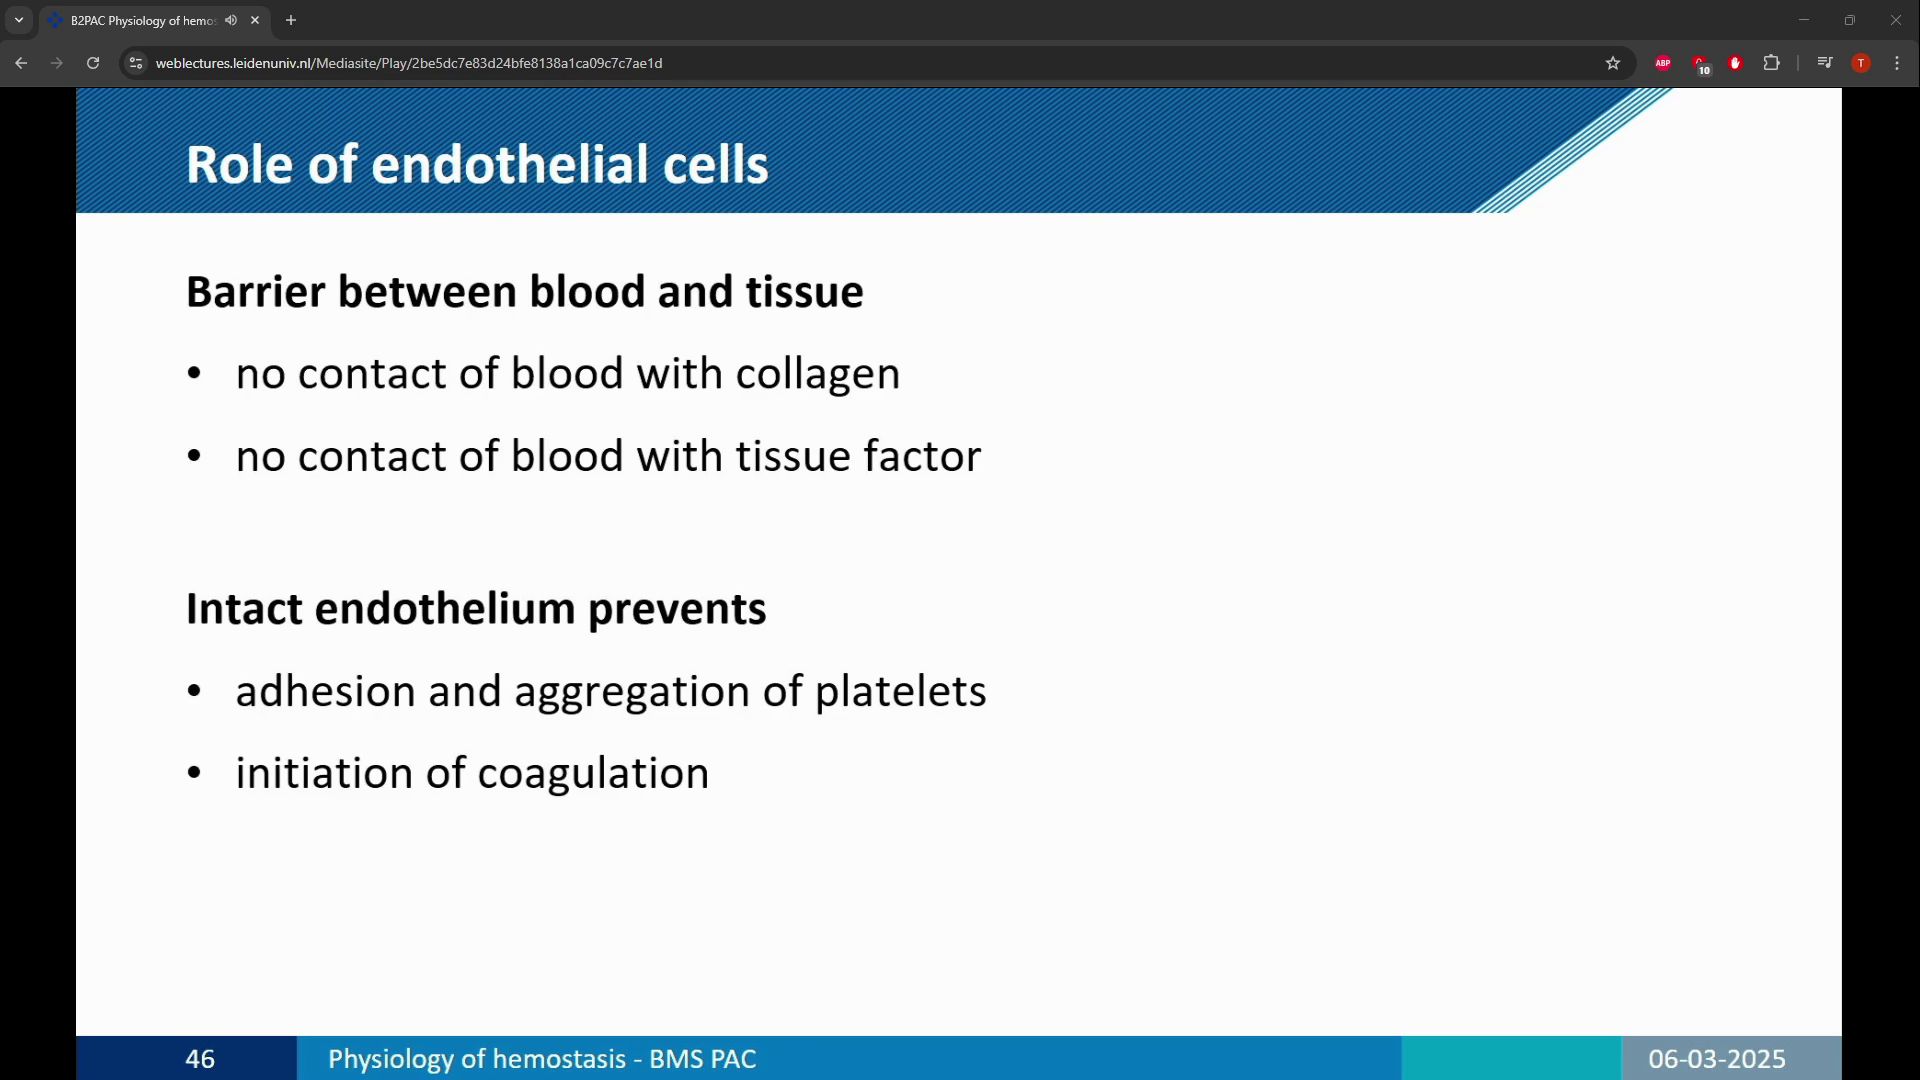 B2PAC Physiology of hemos
weblectures.leidenuniv.nl/Mediasite/Play/2be5dc7e83d24bfe8138a1ca09c7c7ae1d
ABP
10
T
Role of endothelial cells
Barrier between blood and tissue
• no contact of blood with collagen
• no contact of blood with tissue factor
Intact endothelium prevents
• adhesion and aggregation of platelets
• initiation of coagulation
46
Physiology of hemostasis - BMS PAC
06-03-2025